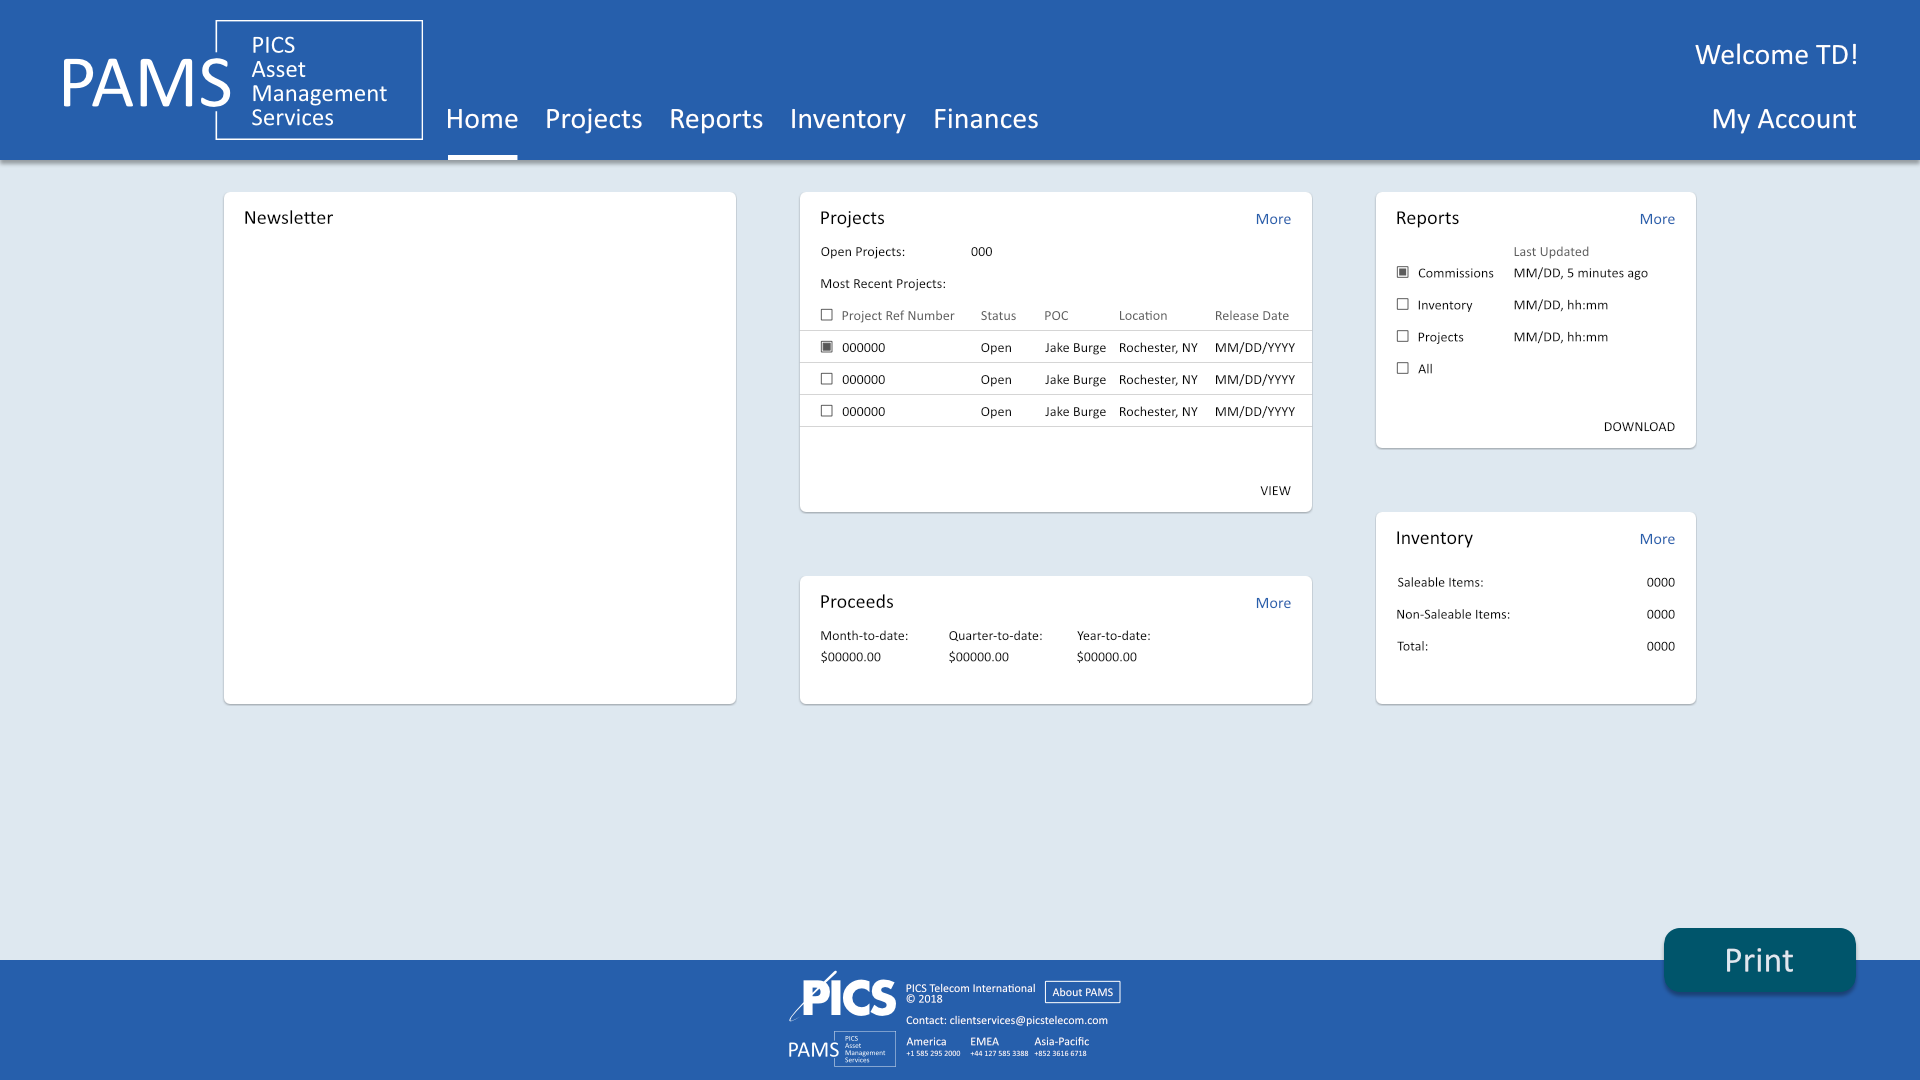 PAMS
PICS
Asset
Management
Services
Home Projects Reports Inventory Finances
Welcome TD!
My Account
Newsletter
Projects More
Open Projects: 000
Most Recent Projects:
Project Ref Number Status POC Location Release Date
000000 Open Jake Burge Rochester, NY MM/DD/YYYY
000000 Open Jake Burge Rochester, NY MM/DD/YYYY
000000 Open Jake Burge Rochester, NY MM/DD/YYYY
VIEW
Proceeds More
Month-to-date: Quarter-to-date: Year-to-date:
$00000.00 $00000.00 $00000.00
Reports More
Last Updated
Commissions MM/DD, 5 minutes ago
Inventory MM/DD, hh:mm
Projects MM/DD, hh:mm
All
DOWNLOAD
Inventory More
Saleable Items: 0000
Non-Saleable Items: 0000
Total: 0000
Print
PICS
PICS Telecom International
© 2018
About PAMS
Contact: clientservices@picstelecom.com
PAMS
PICS
Asset
Management
Services
America EMEA Asia-Pacific
+1 585 295 2000 +44 127 585 3388 +852 3616 6718